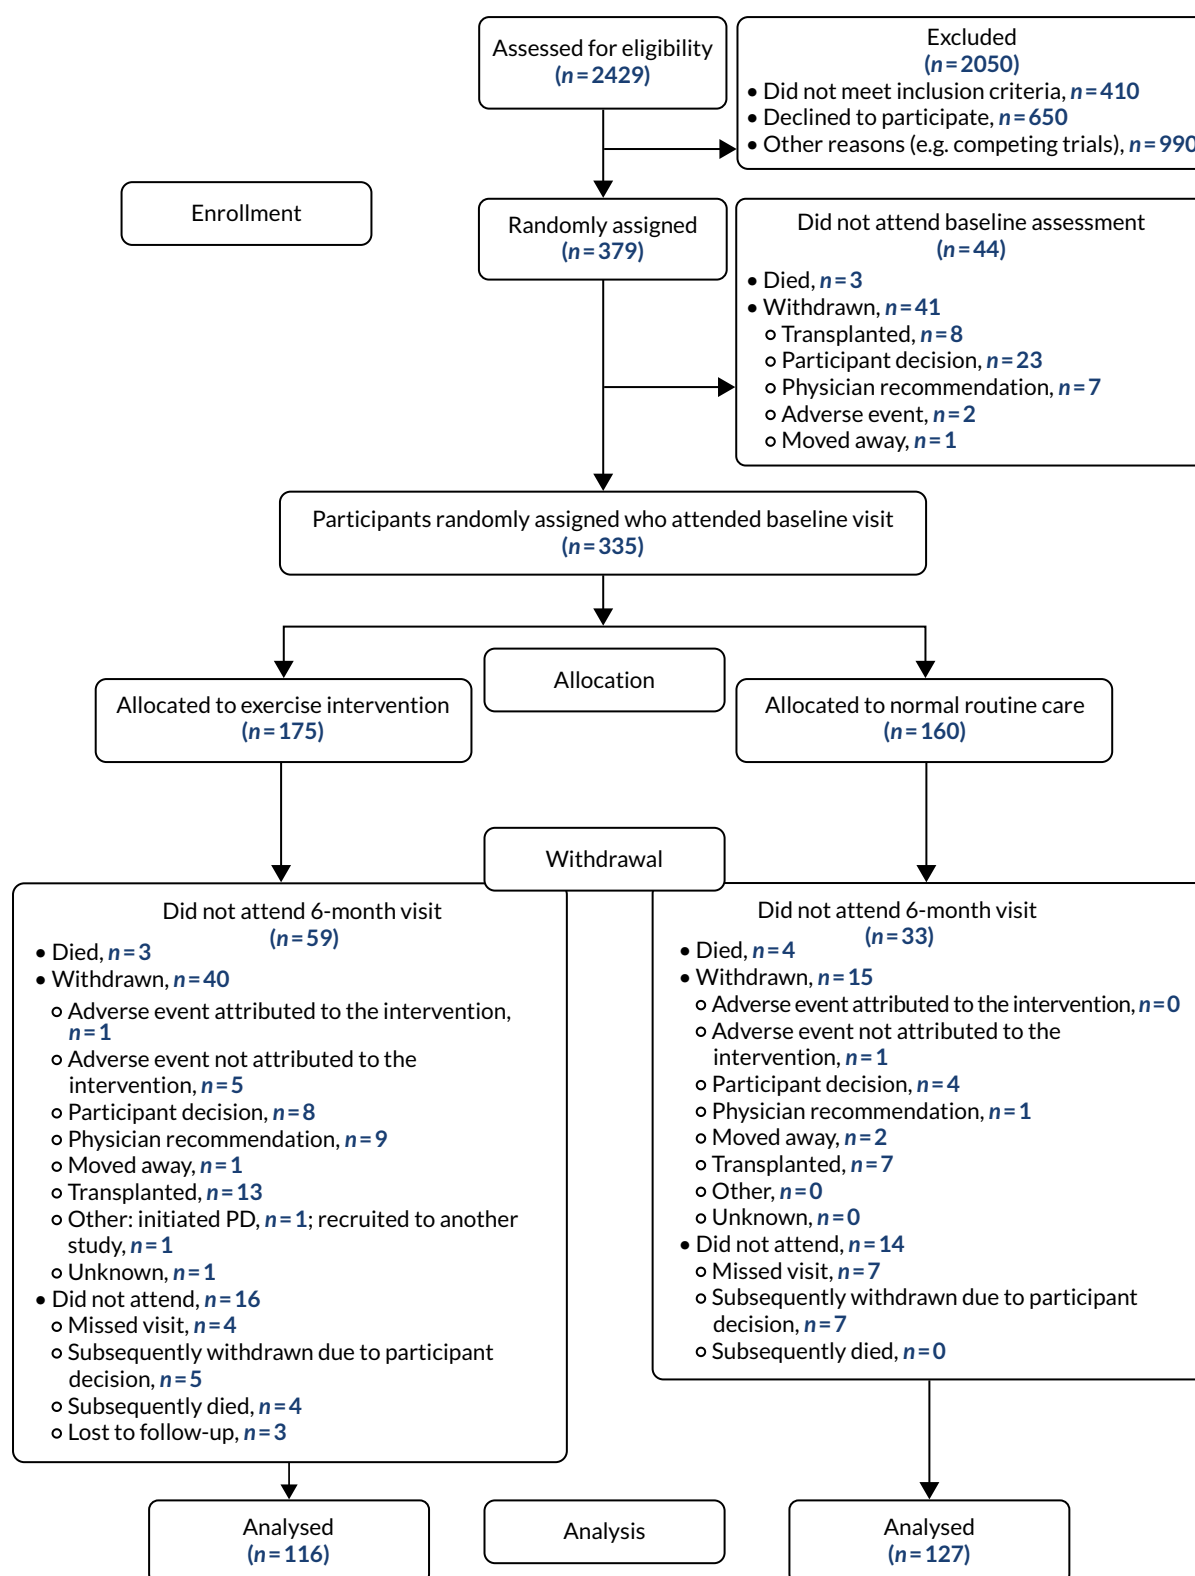 Assessed for eligibility
(n=2429)
Excluded
(n=2050)
• Did not meet inclusion criteria, n=410
• Declined to participate, n=650
• Other reasons (e.g. competing trials), n=990
Enrollment
Randomly assigned
(n=379)
Did not attend baseline assessment
(n=44)
• Died, n=3
• Withdrawn, n=41
o Transplanted, n=8
o Participant decision, n=23
o Physician recommendation, n=7
o Adverse event, n=2
o Moved away, n=1
Participants randomly assigned who attended baseline visit
(n=335)
Allocation
Allocated to exercise intervention
(n=175)
Allocated to normal routine care
(n=160)
Withdrawal
Did not attend 6-month visit
(n=59)
• Died, n=3
• Withdrawn, n=40
o Adverse event attributed to the intervention,
n=1
o Adverse event not attributed to the
intervention, n=5
o Participant decision, n=8
o Physician recommendation, n=9
o Moved away, n=1
o Transplanted, n=13
o Other: initiated PD, n=1; recruited to another
study, n=1
o Unknown, n=1
• Did not attend, n=16
o Missed visit, n=4
o Subsequently withdrawn due to participant
decision, n=5
o Subsequently died, n=4
o Lost to follow-up, n=3
Did not attend 6-month visit
(n=33)
• Died, n=4
• Withdrawn, n=15
o Adverse event attributed to the intervention, n=0
o Adverse event not attributed to the
intervention, n=1
o Participant decision, n=4
o Physician recommendation, n=1
o Moved away, n=2
o Transplanted, n=7
o Other, n=0
o Unknown, n=0
• Did not attend, n=14
o Missed visit, n=7
o Subsequently withdrawn due to participant
decision, n=7
o Subsequently died, n=0
Analysed
(n=116)
Analysis
Analysed
(n=127)